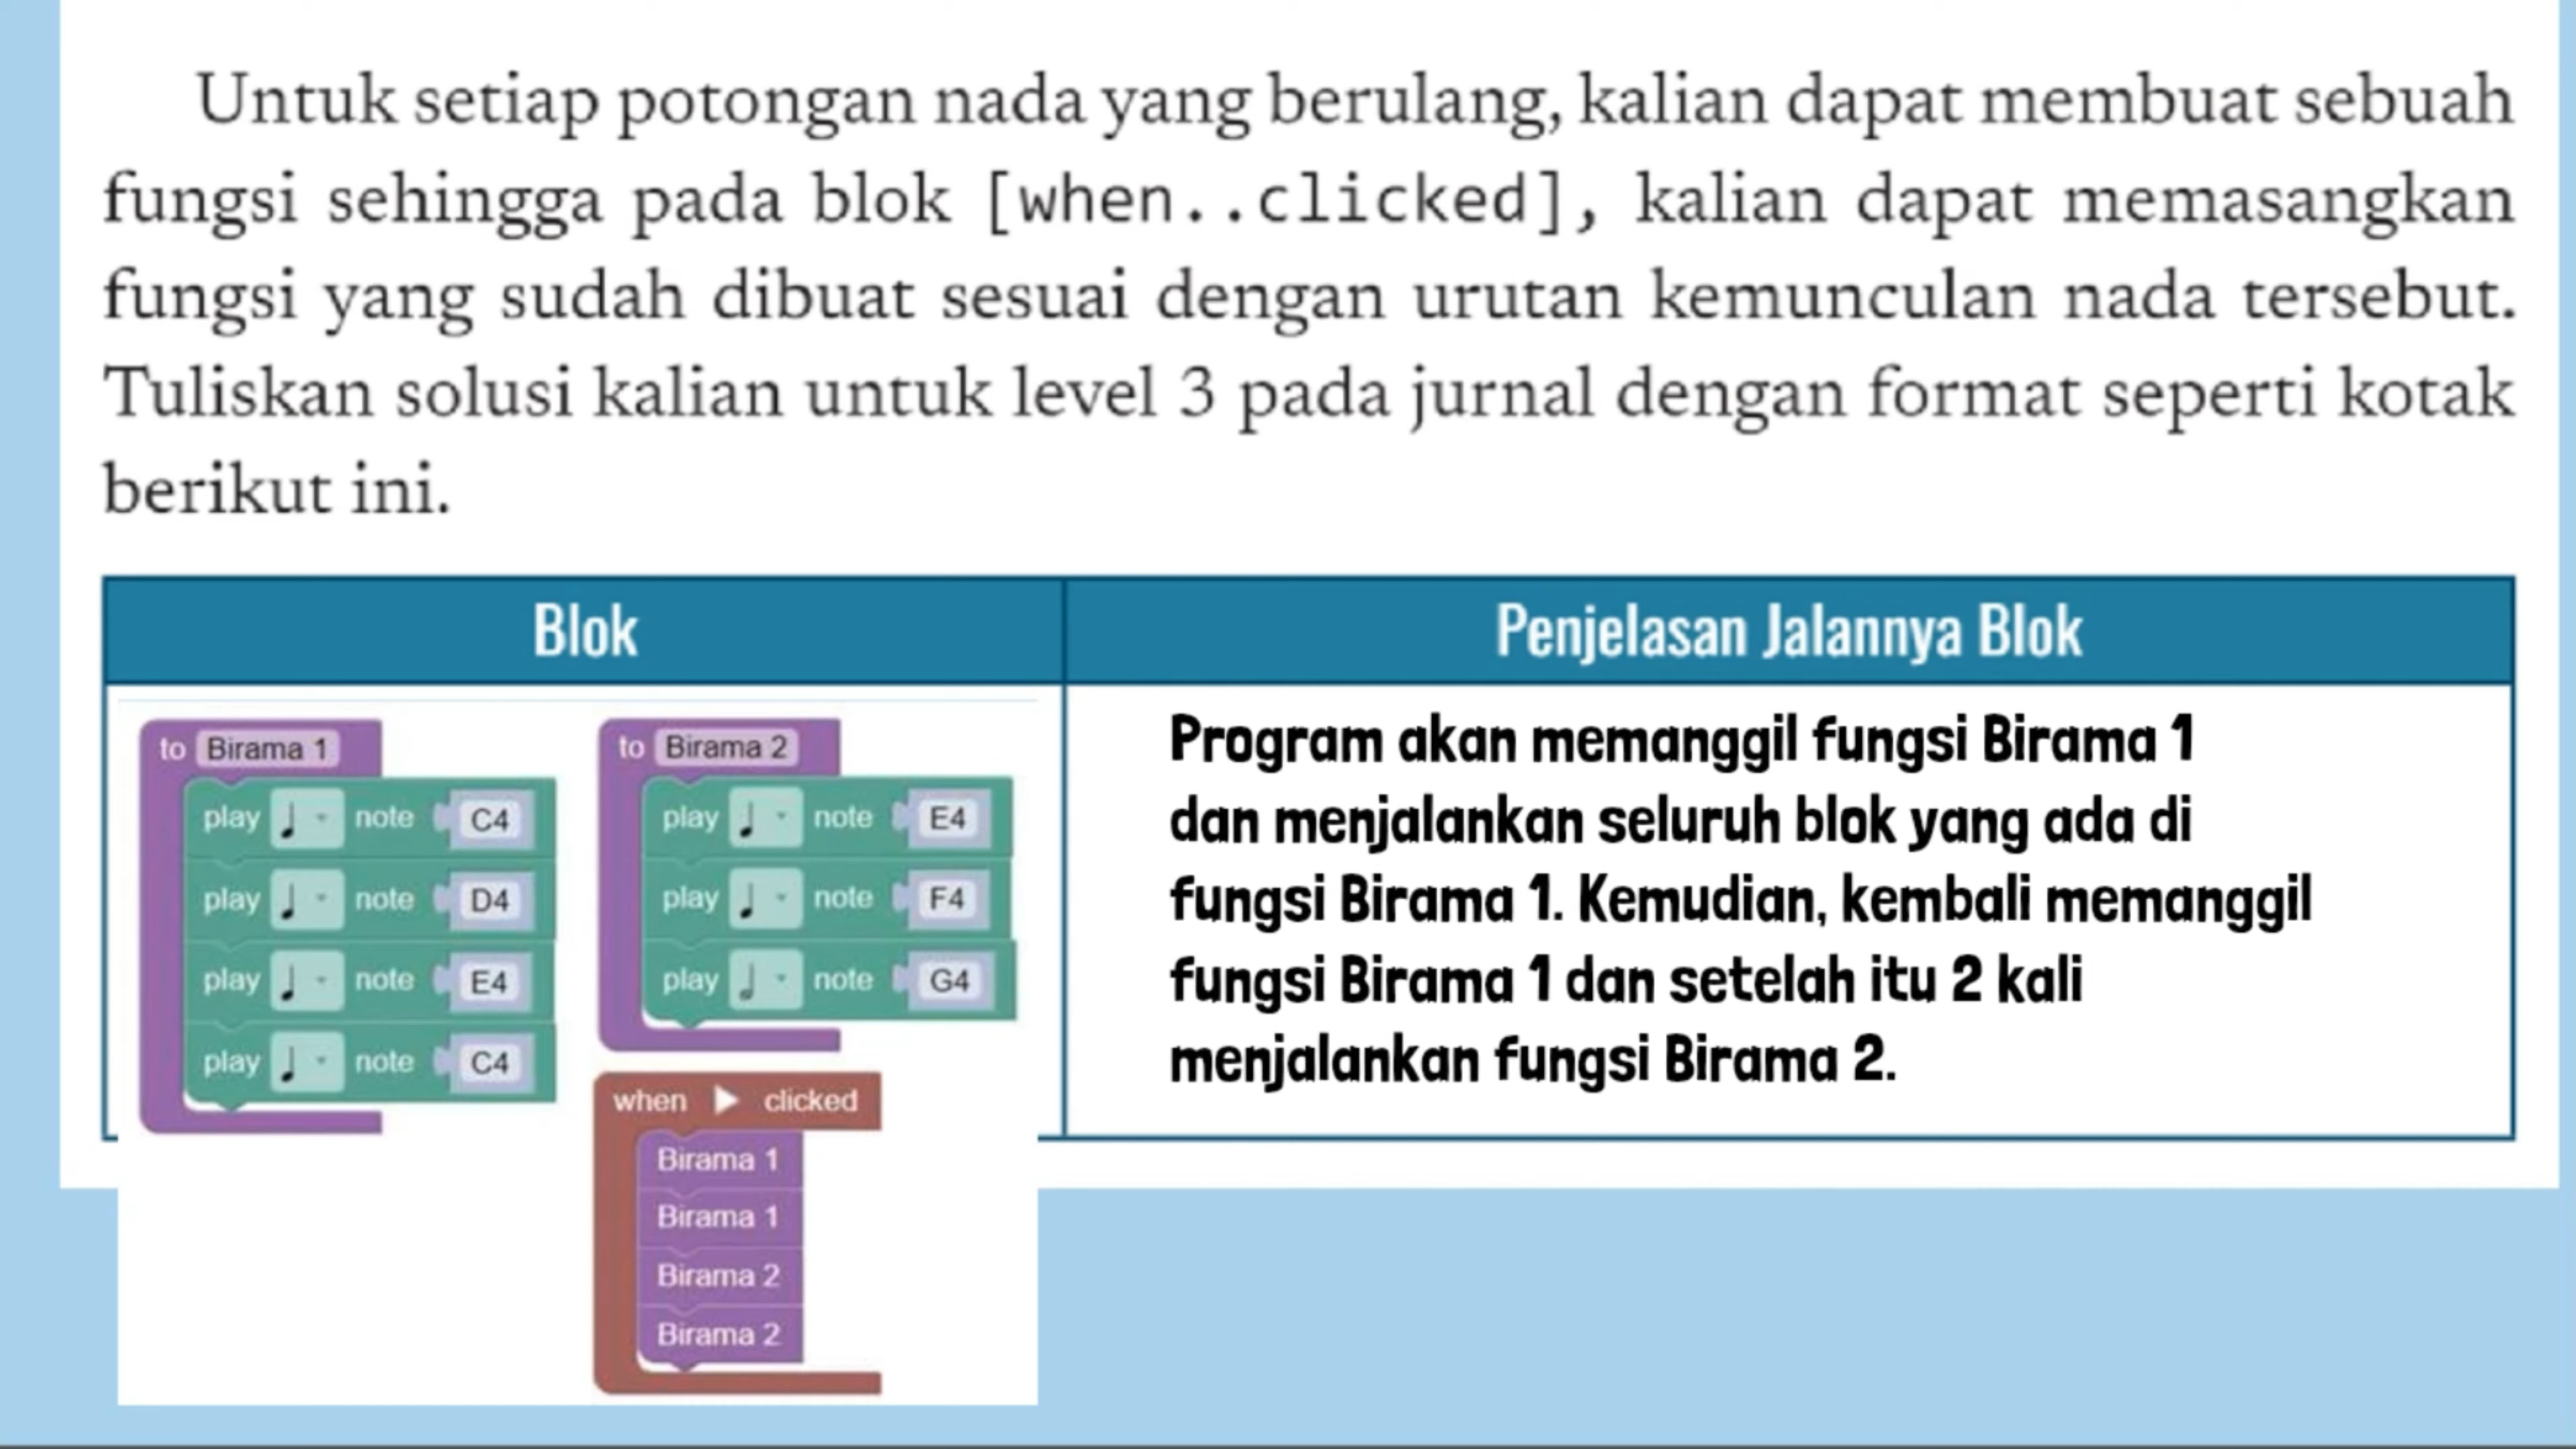 Untuk setiap potongan nada yang berulang, kalian dapat membuat sebuah
fungsi sehingga pada blok [when..clicked], kalian dapat memasangkan
fungsi yang sudah dibuat sesuai dengan urutan kemunculan nada tersebut.
Tuliskan solusi kalian untuk level 3 pada jurnal dengan format seperti kotak
berikut ini.
Blok
Penjelasan Jalannya Blok
to Birama 1
play note C4
play note D4
play note E4
play note C4
to Birama 2
play note E4
play note F4
play note G4
when clicked
Birama 1
Birama 1
Birama 2
Birama 2
Program akan memanggil fungsi Birama 1
dan menjalankan seluruh blok yang ada di
fungsi Birama 1. Kemudian, kembali memanggil
fungsi Birama 1 dan setelah itu 2 kali
menjalankan fungsi Birama 2.